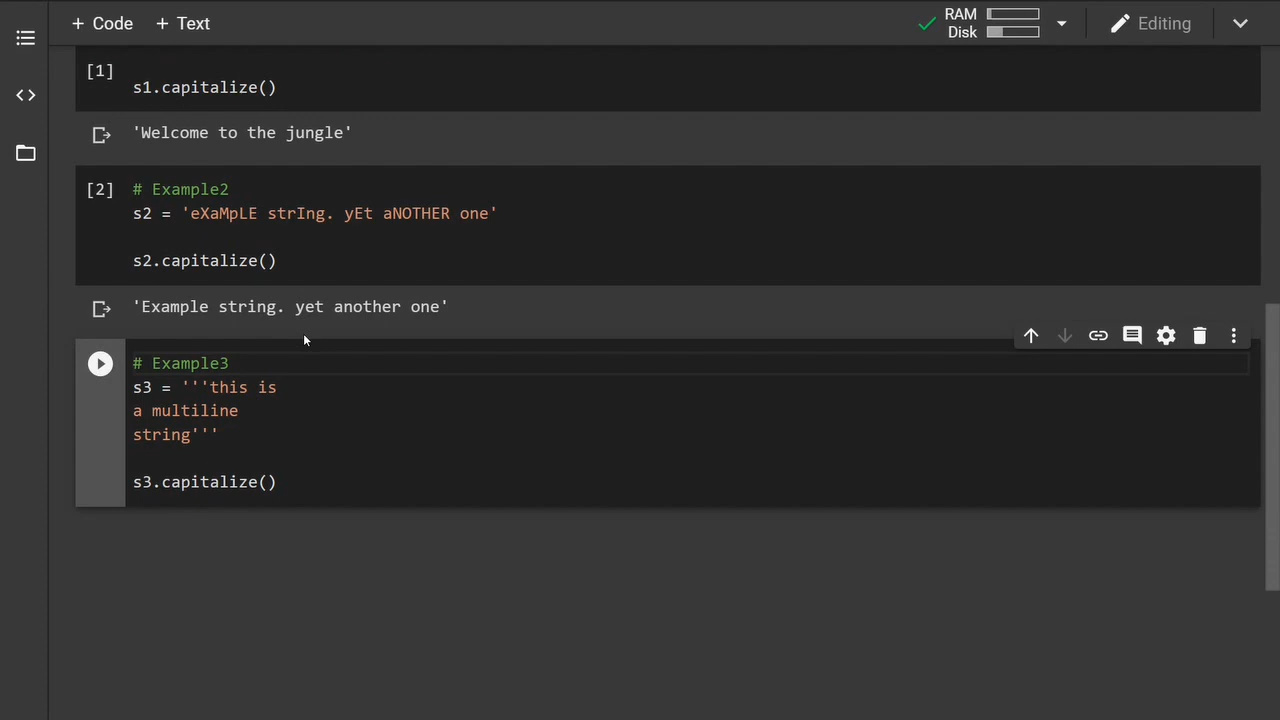 + Code + Text
RAM
Disk
Editing
[1]
s1.capitalize()
'Welcome to the jungle'
[2] # Example2
s2 = 'eXaMpLE strIng. yEt aNOTHER one'
s2.capitalize()
'Example string. yet another one'
# Example3
s3 = '''this is
a multiline
string'''
s3.capitalize()